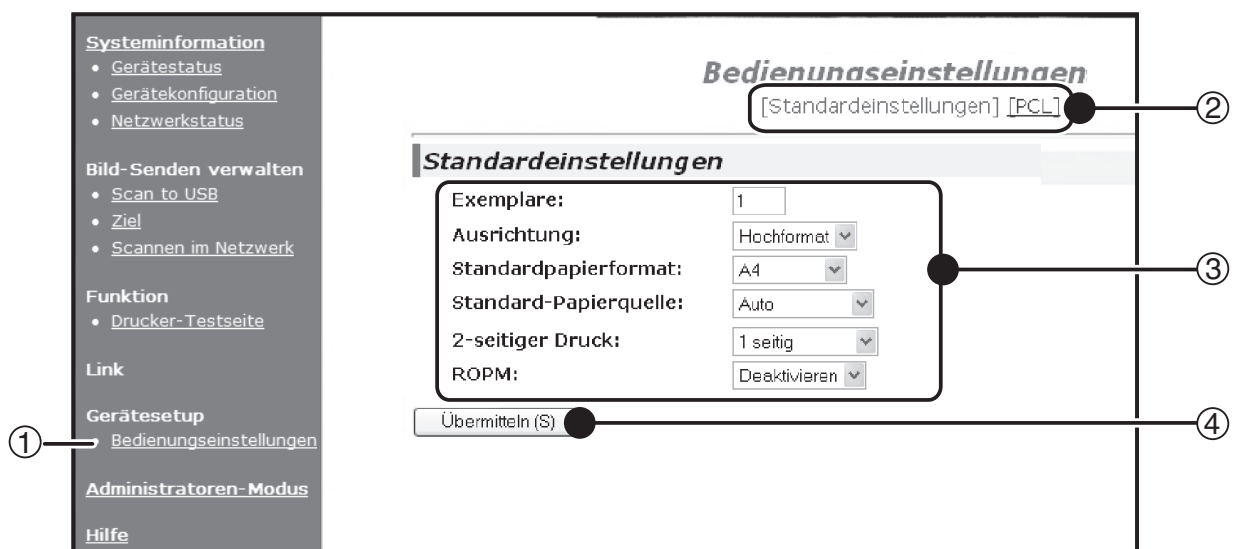 Systeminformation
• Gerätestatus
• Gerätekonfiguration
• Netzwerkstatus
Bild-Senden verwalten
• Scan to USB
• Ziel
• Scannen im Netzwerk
Funktion
• Drucker-Testseite
Link
Gerätesetup
① • Bedienungseinstellungen
Administratoren-Modus
Hilfe
Bedienungseinstellungen
[Standardeinstellungen] [PCL] ②
Standardeinstellungen
Exemplare: 1
Ausrichtung: Hochformat
Standardpapierformat: A4 ③
Standard-Papierquelle: Auto
2-seitiger Druck: 1 seitig
ROPM: Deaktivieren
Übermitteln (S) ④